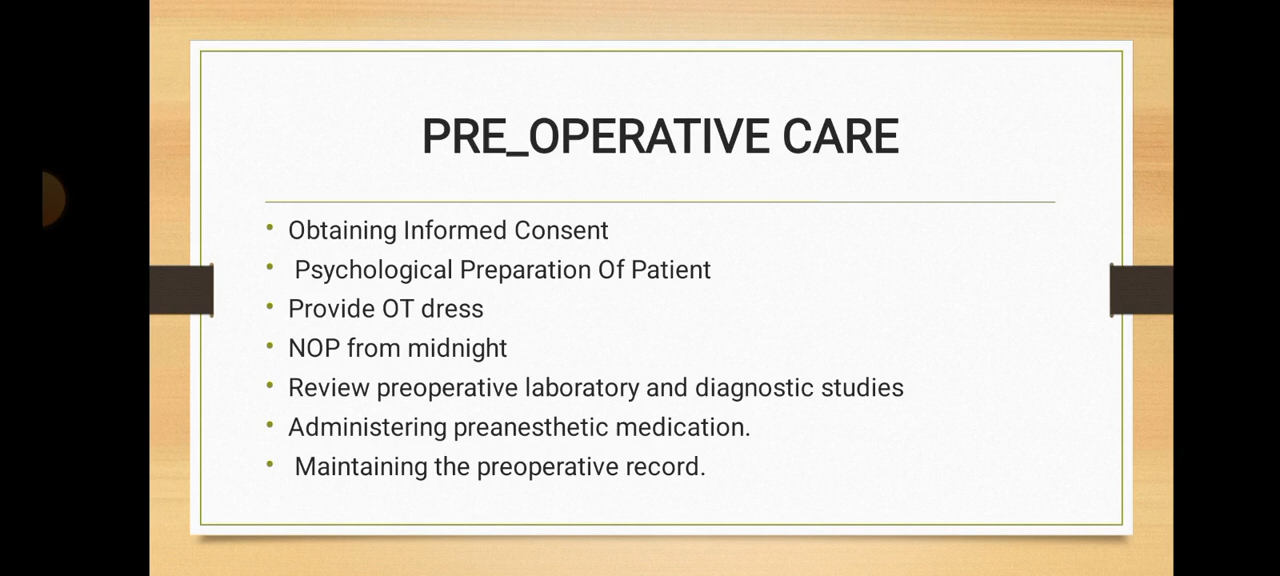 PRE_OPERATIVE CARE
• Obtaining Informed Consent
• Psychological Preparation Of Patient
• Provide OT dress
• NOP from midnight
• Review preoperative laboratory and diagnostic studies
• Administering preanesthetic medication.
• Maintaining the preoperative record.